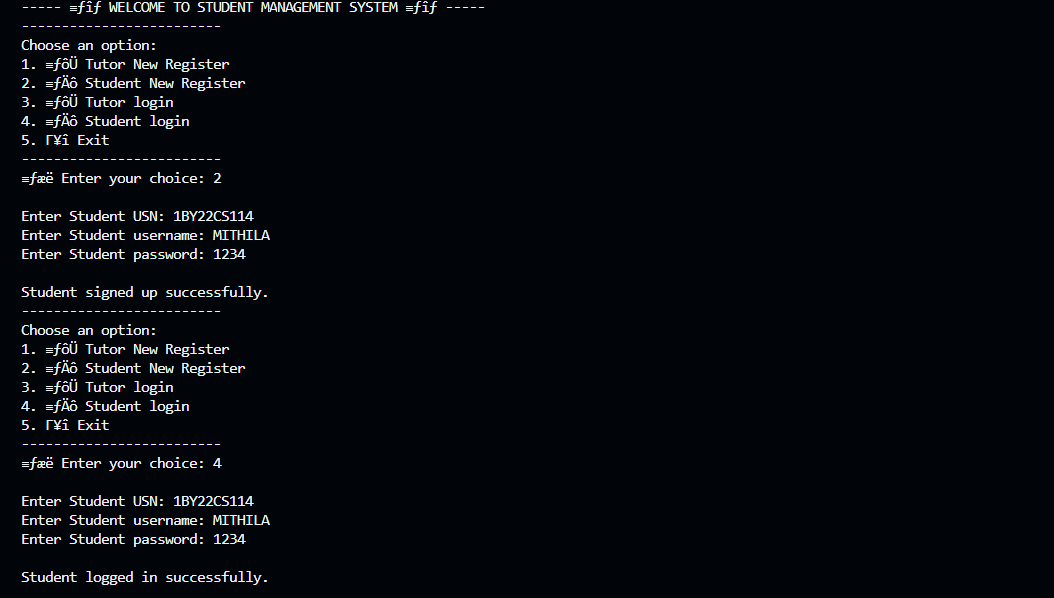 ----- ≡ƒîƒ WELCOME TO STUDENT MANAGEMENT SYSTEM ≡ƒîƒ -----
-------------------------
Choose an option:
1. ≡ƒôÜ Tutor New Register
2. ≡ƒÄô Student New Register
3. ≡ƒôÜ Tutor login
4. ≡ƒÄô Student login
5. Γ¥î Exit
-------------------------
≡ƒæë Enter your choice: 2
Enter Student USN: 1BY22CS114
Enter Student username: MITHILA
Enter Student password: 1234
Student signed up successfully.
-------------------------
Choose an option:
1. ≡ƒôÜ Tutor New Register
2. ≡ƒÄô Student New Register
3. ≡ƒôÜ Tutor login
4. ≡ƒÄô Student login
5. Γ¥î Exit
-------------------------
≡ƒæë Enter your choice: 4
Enter Student USN: 1BY22CS114
Enter Student username: MITHILA
Enter Student password: 1234
Student logged in successfully.